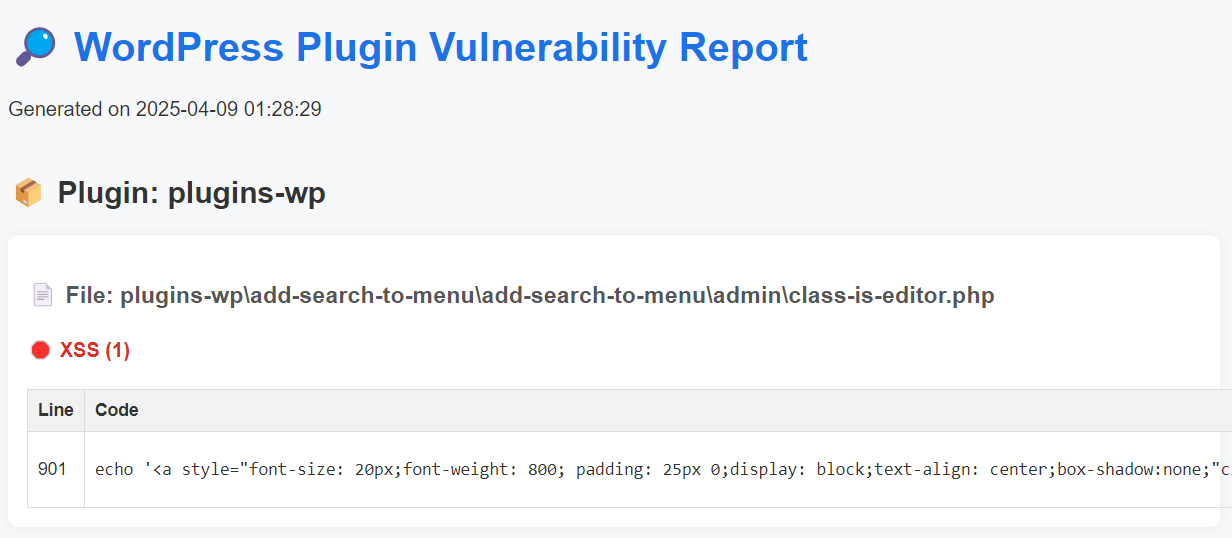 WordPress Plugin Vulnerability Report
Generated on 2025-04-09 01:28:29
Plugin: plugins-wp
File: plugins-wp\add-search-to-menu\add-search-to-menu\admin\class-is-editor.php
XSS (1)
Line Code
901 echo '<a style="font-size: 20px;font-weight: 800; padding: 25px 0;display: block;text-align: center;box-shadow:none;"c